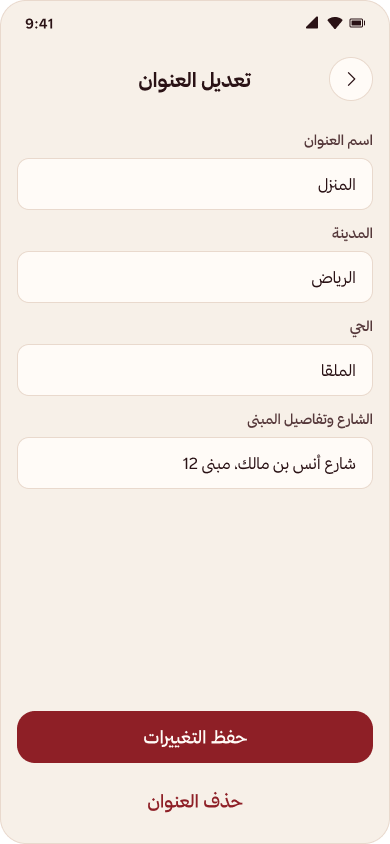 9:41
تعديل العنوان
اسم العنوان
المنزل
المدينة
الرياض
الحي
الملقا
الشارع وتفاصيل المبنى
شارع أنس بن مالك، مبنى 12
حفظ التغييرات
حذف العنوان